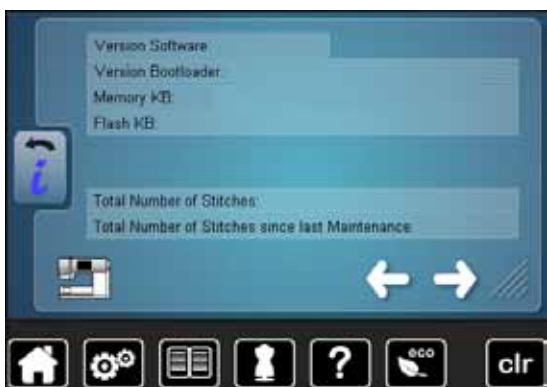 Version Software
Version Bootloader:
Memory KB:
Flash KB:
i
Total Number of Stitches:
Total Number of Stitches since last Maintenance:
? eco clr